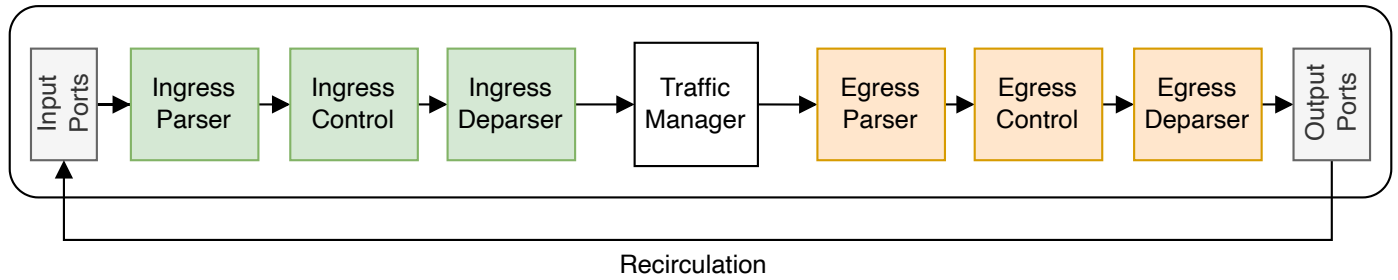 Input
Ports
Ingress
Parser
Ingress
Control
Ingress
Deparser
Traffic
Manager
Egress
Parser
Egress
Control
Egress
Deparser
Output
Ports
Recirculation